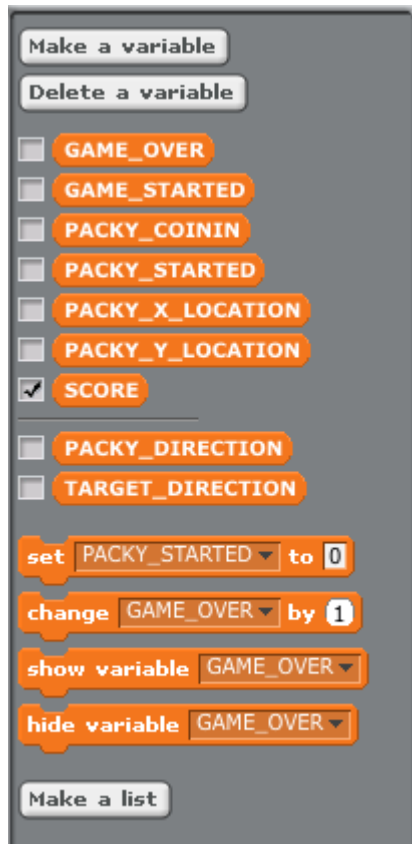 Make a variable
Delete a variable
GAME_OVER
GAME_STARTED
PACKY_COININ
PACKY_STARTED
PACKY_X_LOCATION
PACKY_Y_LOCATION
SCORE
PACKY_DIRECTION
TARGET_DIRECTION
set PACKY_STARTED to 0
change GAME_OVER by 1
show variable GAME_OVER
hide variable GAME_OVER
Make a list